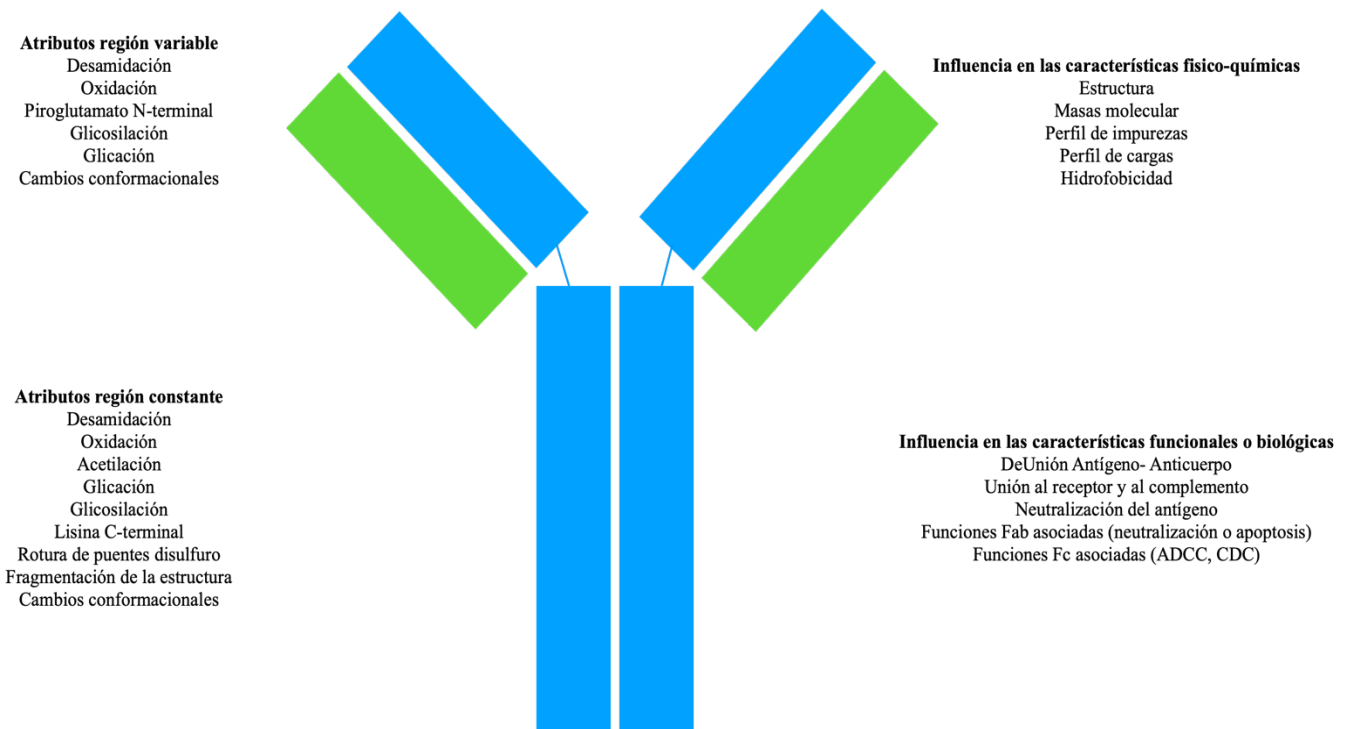 Atributos región variable
Desamidación
Oxidación
Piroglutamato N-terminal
Glicosilación
Glicación
Cambios conformacionales
Influencia en las características fisico-químicas
Estructura
Masas molecular
Perfil de impurezas
Perfil de cargas
Hidrofobicidad
Atributos región constante
Desamidación
Oxidación
Acetilación
Glicación
Glicosilación
Lisina C-terminal
Rotura de puentes disulfuro
Fragmentación de la estructura
Cambios conformacionales
Influencia en las características funcionales o biológicas
DeUnión Antígeno- Anticuerpo
Unión al receptor y al complemento
Neutralización del antígeno
Funciones Fab asociadas (neutralización o apoptosis)
Funciones Fc asociadas (ADCC, CDC)